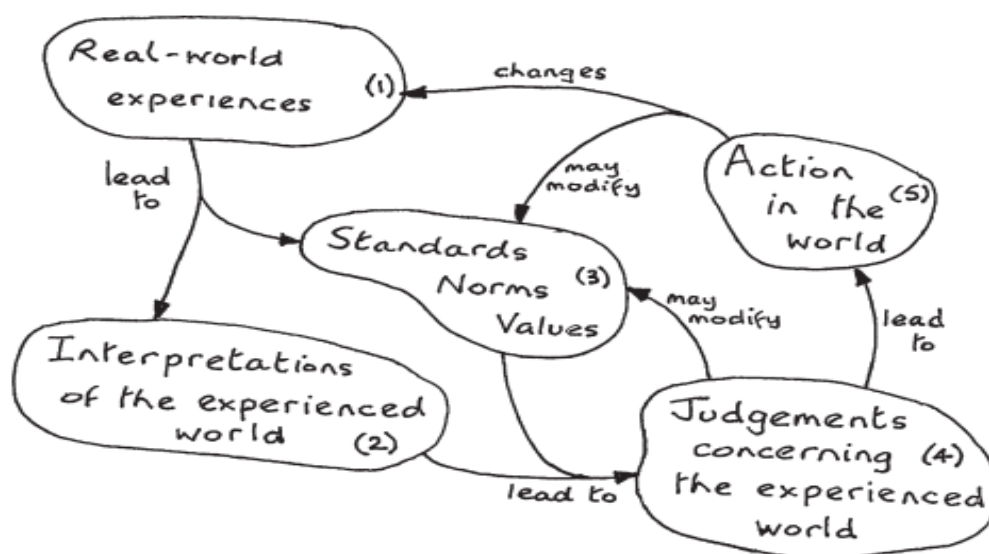 Real-world
experiences (1)
changes
lead
to
may
modify
Action
in the (5)
world
Standards
Norms (3)
Values
may
modify
lead
to
Interpretations
of the experienced
world (2)
lead to
Judgements
concerning (4)
the experienced
world